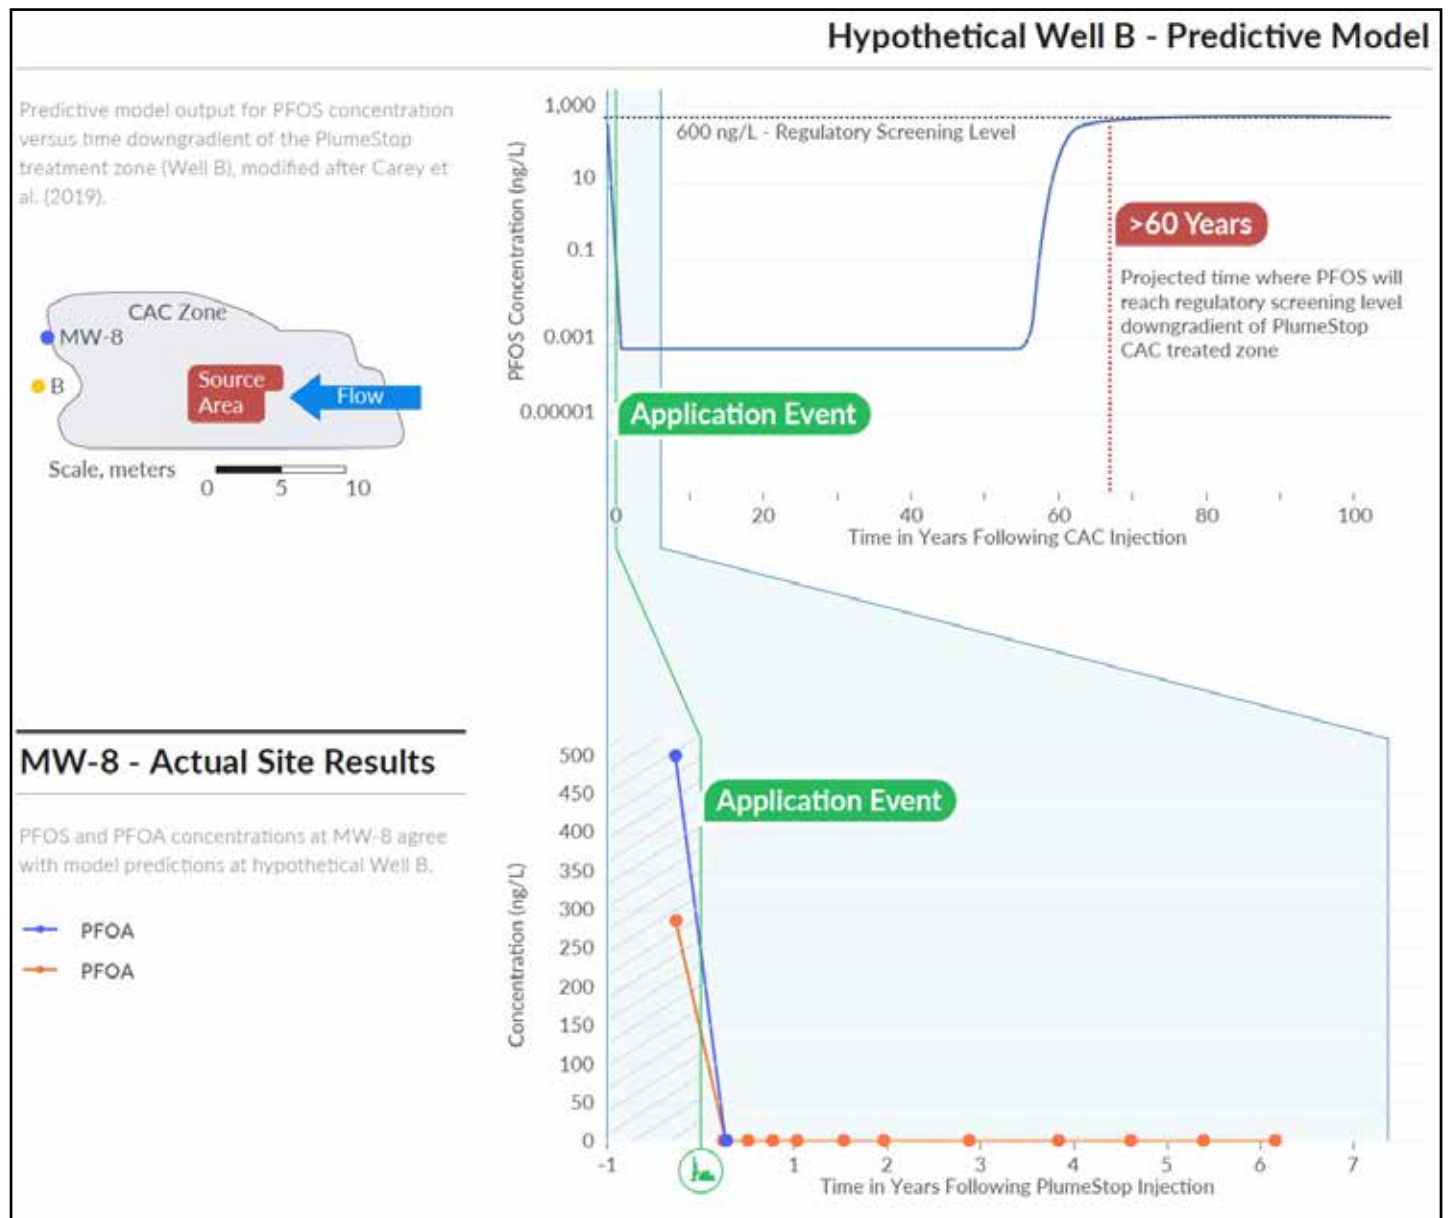 Hypothetical Well B - Predictive Model
Predictive model output for PFOS concentration
versus time downgradient of the PlumeStop
treatment zone (Well B), modified after Carey et
al. (2019).
CAC Zone
MW-8
B
Source
Area
Flow
Scale, meters
0 5 10
PFOS Concentration (ng/L)
1,000
10
0.1
0.001
0.00001
600 ng/L - Regulatory Screening Level
>60 Years
Projected time where PFOS will
reach regulatory screening level
downgradient of PlumeStop
CAC treated zone
Application Event
0 20 40 60 80 100
Time in Years Following CAC Injection
MW-8 - Actual Site Results
PFOS and PFOA concentrations at MW-8 agree
with model predictions at hypothetical Well B.
PFOA
PFOA
Concentration (ng/L)
500
450
400
350
300
250
200
150
100
50
0
Application Event
-1 1 2 3 4 5 6 7
Time in Years Following PlumeStop Injection